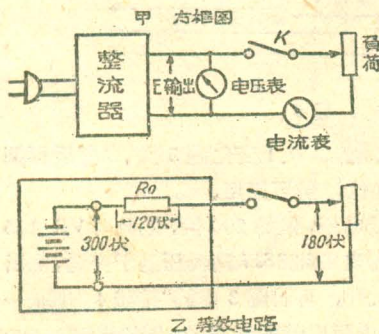 甲 方框图
整流器
K
负荷
E输出
电压表
电流表
R₀
120伏
300伏
180伏
乙 等效电路